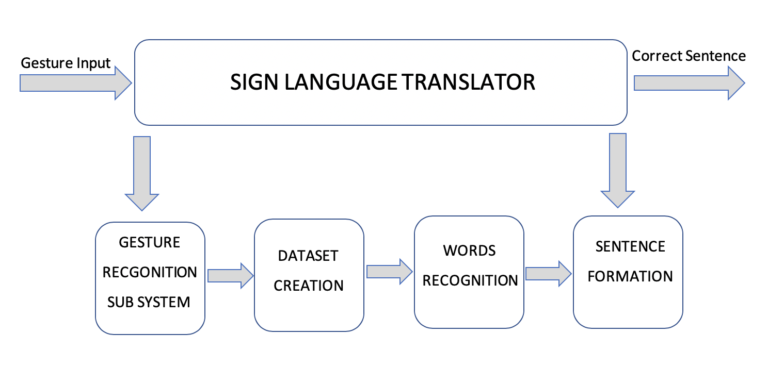 Gesture Input
SIGN LANGUAGE TRANSLATOR
Correct Sentence
GESTURE
RECGONITION
SUB SYSTEM
DATASET
CREATION
WORDS
RECOGNITION
SENTENCE
FORMATION